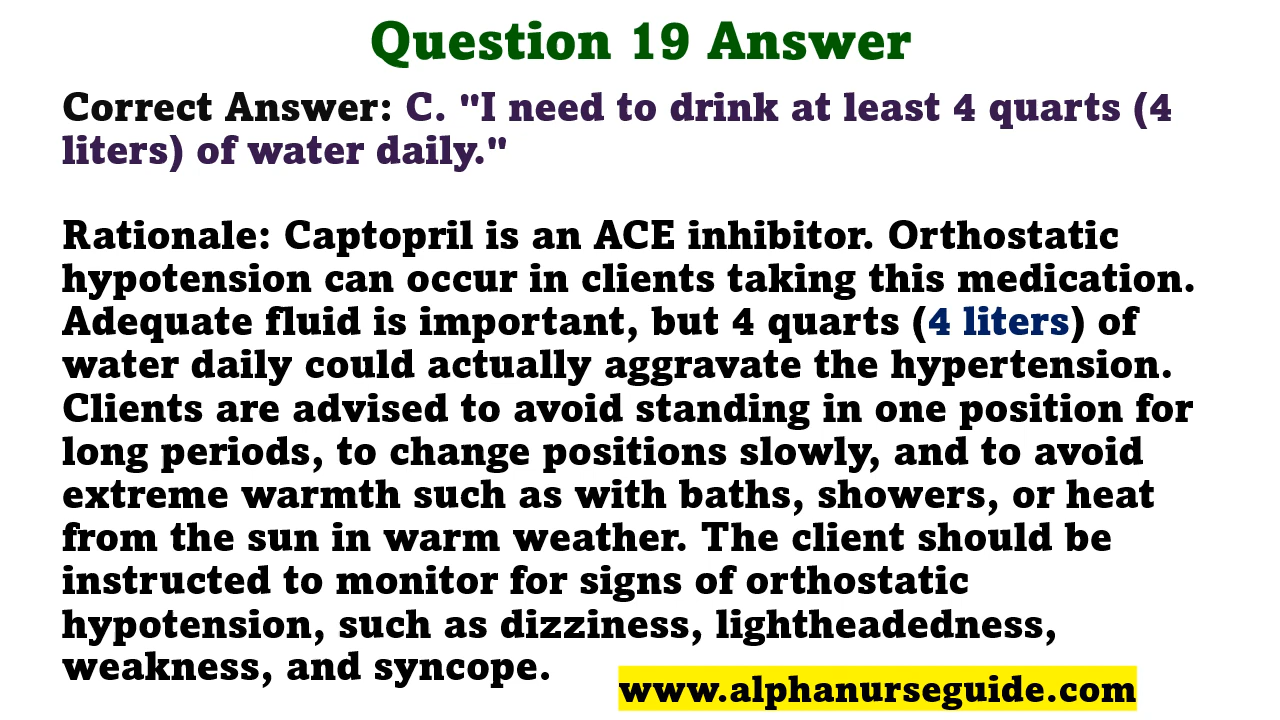 Question 19 Answer
Correct Answer: C. "I need to drink at least 4 quarts (4
liters) of water daily."
Rationale: Captopril is an ACE inhibitor. Orthostatic
hypotension can occur in clients taking this medication.
Adequate fluid is important, but 4 quarts (4 liters) of
water daily could actually aggravate the hypertension.
Clients are advised to avoid standing in one position for
long periods, to change positions slowly, and to avoid
extreme warmth such as with baths, showers, or heat
from the sun in warm weather. The client should be
instructed to monitor for signs of orthostatic
hypotension, such as dizziness, lightheadedness,
weakness, and syncope.
www.alphanurseguide.com